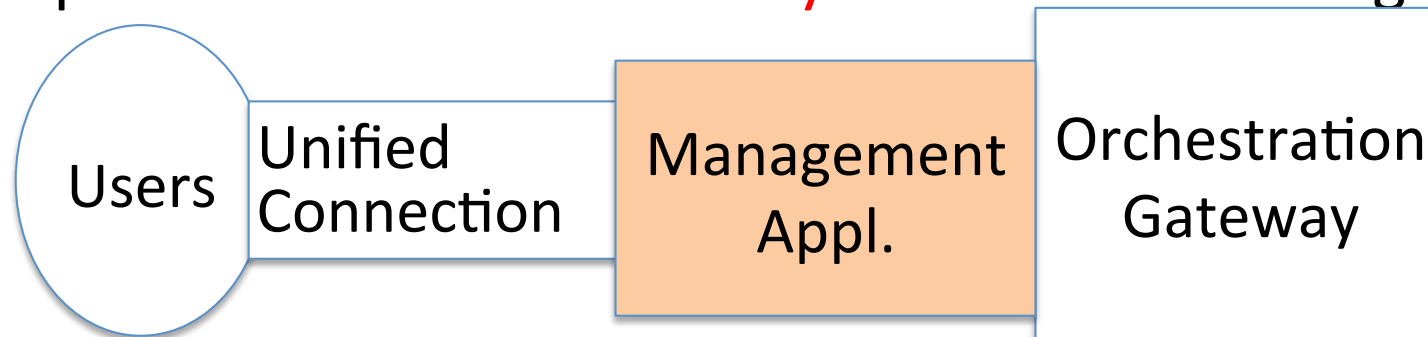 Users
Unified
Connection
Management
Appl.
Orchestration
Gateway